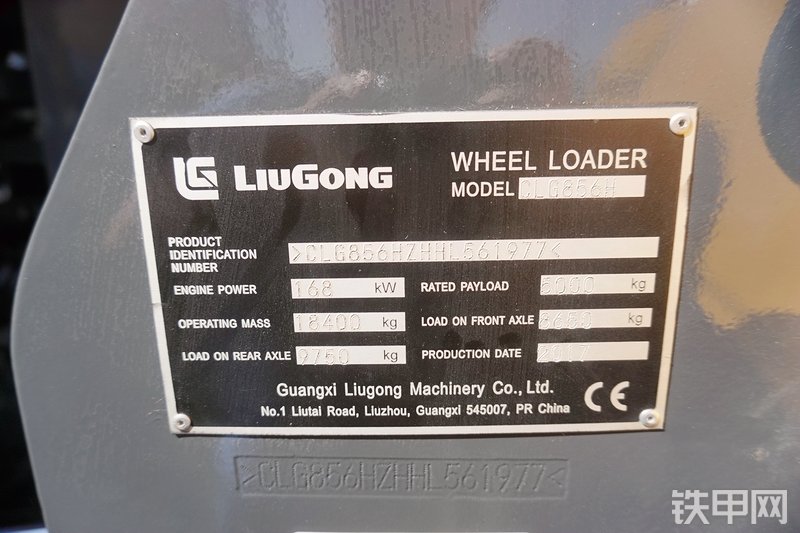 LG LIUGONG
WHEEL LOADER
MODEL CLG856H
PRODUCT IDENTIFICATION NUMBER >CLG856HZHHL561977<
ENGINE POWER 168 kW
RATED PAYLOAD 5000 kg
OPERATING MASS 18400 kg
LOAD ON FRONT AXLE 8650 kg
LOAD ON REAR AXLE 9750 kg
PRODUCTION DATE 2017
Guangxi Liugong Machinery Co., Ltd.
No.1 Liutai Road, Liuzhou, Guangxi 545007, PR China
CE
>CLG856HZHHL561977<
铁甲网